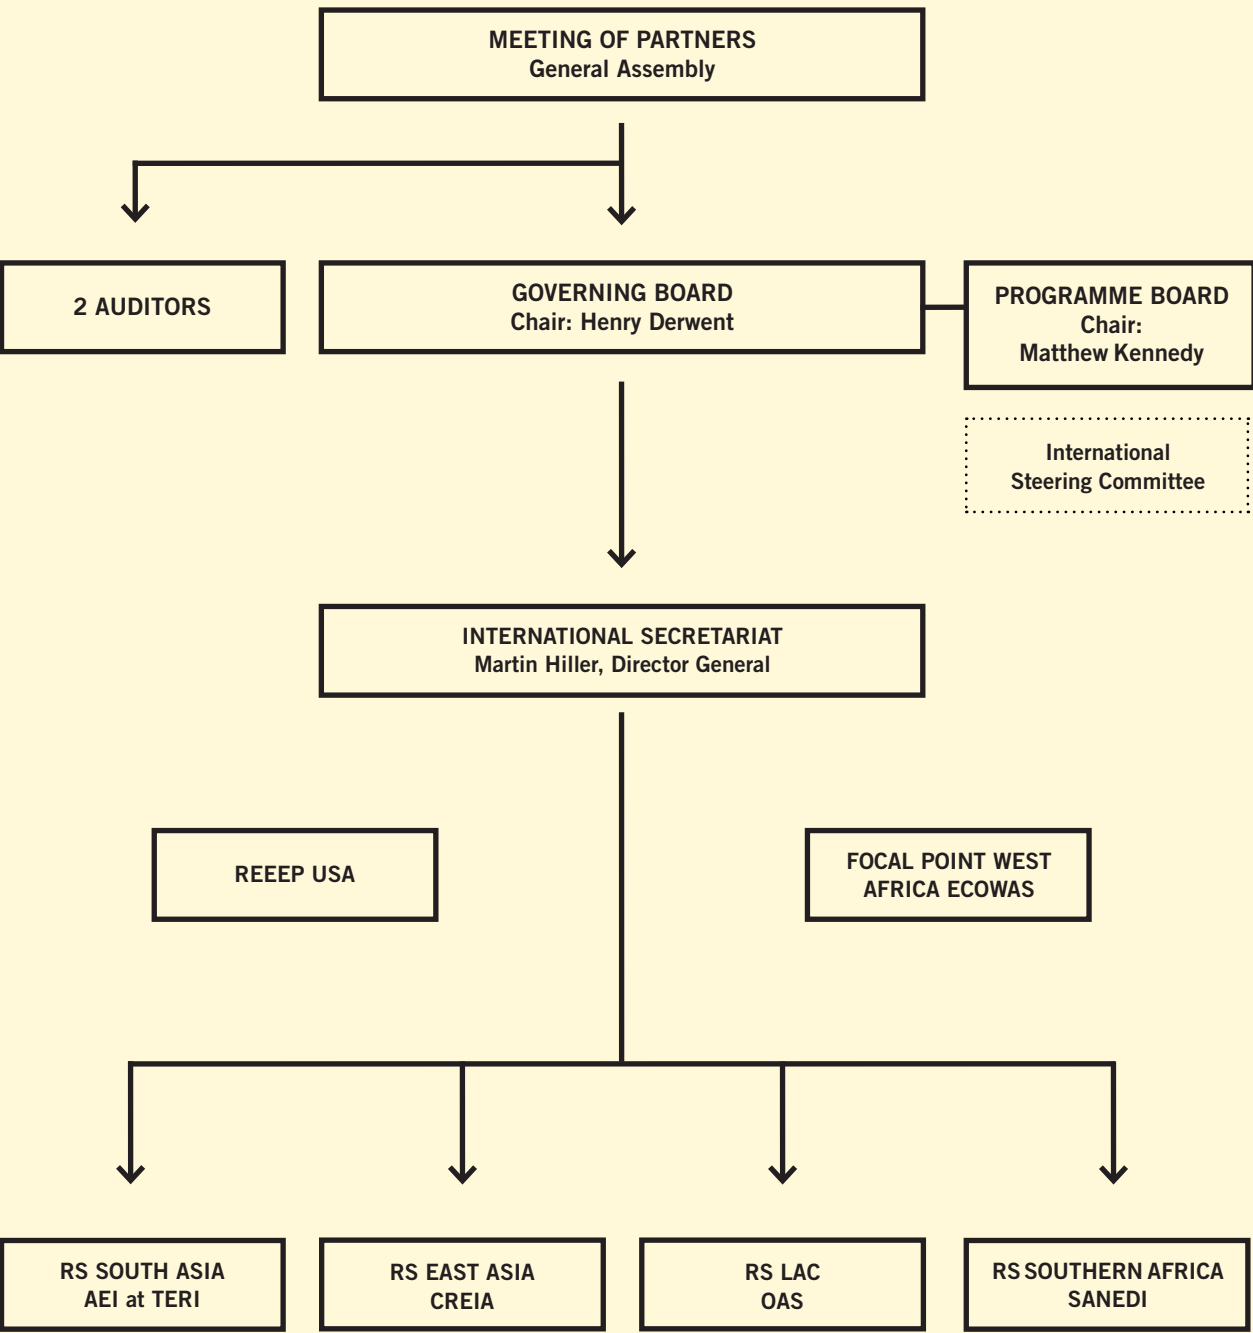 MEETING OF PARTNERS
General Assembly
2 AUDITORS
GOVERNING BOARD
Chair: Henry Derwent
PROGRAMME BOARD
Chair:
Matthew Kennedy
International
Steering Committee
INTERNATIONAL SECRETARIAT
Martin Hiller, Director General
REEEP USA
FOCAL POINT WEST
AFRICA ECOWAS
RS SOUTH ASIA
AEI at TERI
RS EAST ASIA
CREIA
RS LAC
OAS
RS SOUTHERN AFRICA
SANEDI